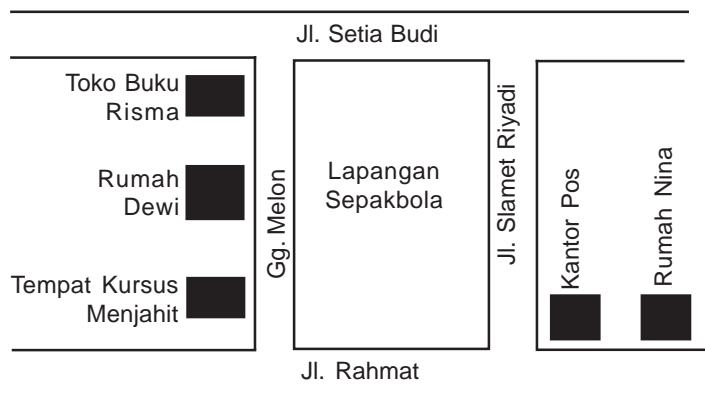 Jl. Setia Budi
Toko Buku
Risma
Rumah
Dewi
Tempat Kursus
Menjahit
Gg. Melon
Lapangan
Sepakbola
Jl. Slamet Riyadi
Kantor Pos
Rumah Nina
Jl. Rahmat